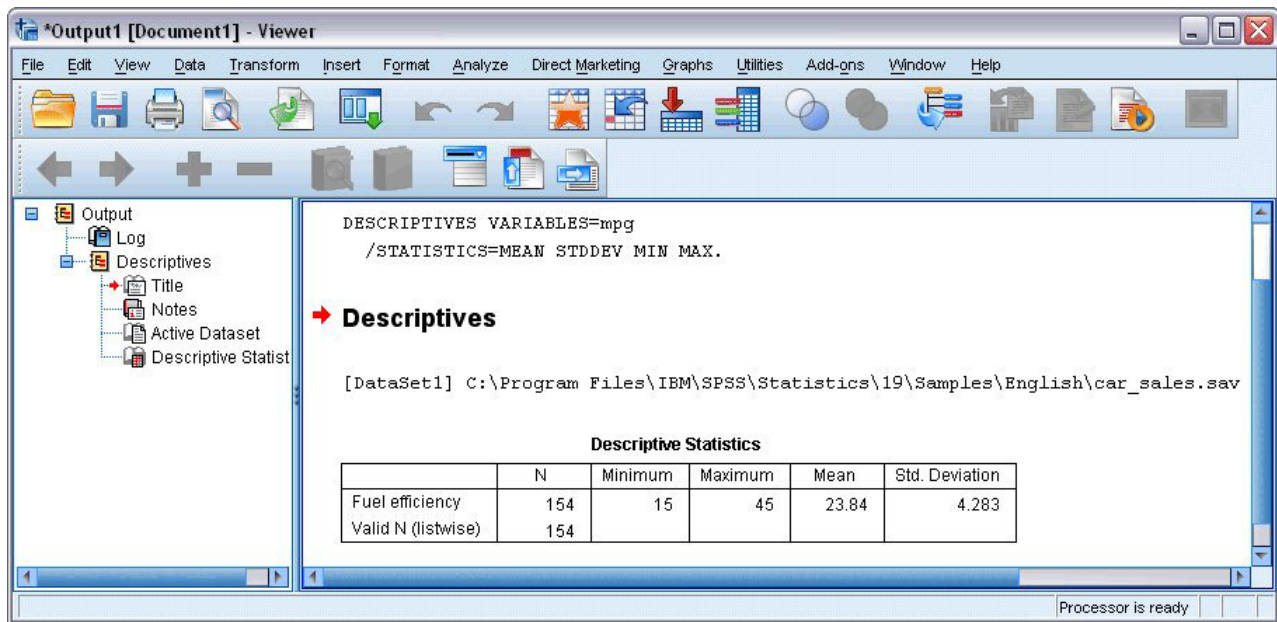 *Output1 [Document1] - Viewer
File Edit View Data Transform Insert Format Analyze Direct Marketing Graphs Utilities Add-ons Window Help
Output
Log
Descriptives
Title
Notes
Active Dataset
Descriptive Statist
DESCRIPTIVES VARIABLES=mpg
/STATISTICS=MEAN STDDEV MIN MAX.
Descriptives
[DataSet1] C:\Program Files\IBM\SPSS\Statistics\19\Samples\English\car_sales.sav
Descriptive Statistics
N Minimum Maximum Mean Std. Deviation
Fuel efficiency 154 15 45 23.84 4.283
Valid N (listwise) 154
Processor is ready